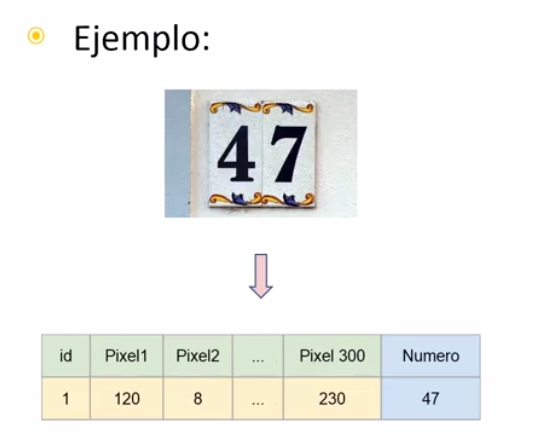 Ejemplo:
47
id Pixel1 Pixel2 ... Pixel 300 Numero
1 120 8 ... 230 47